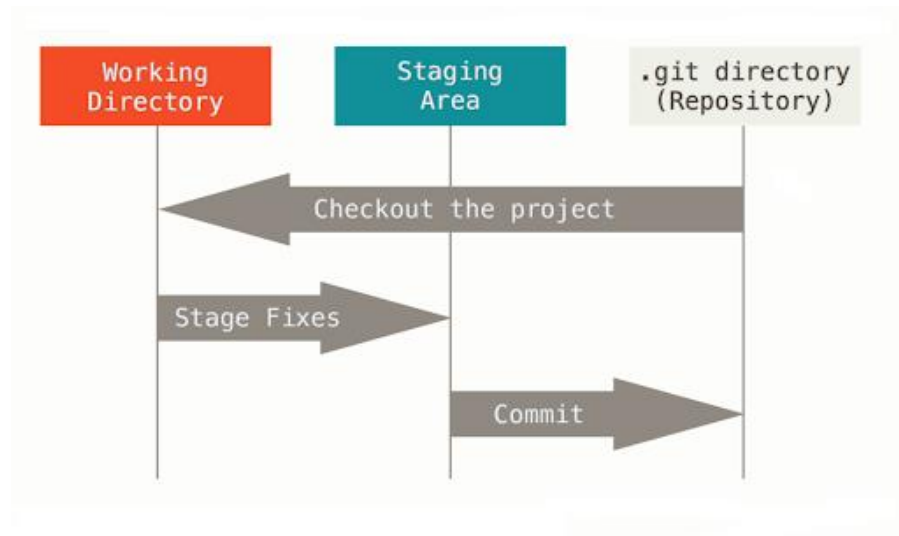 Working
Directory
Staging
Area
.git directory
(Repository)
Checkout the project
Stage Fixes
Commit